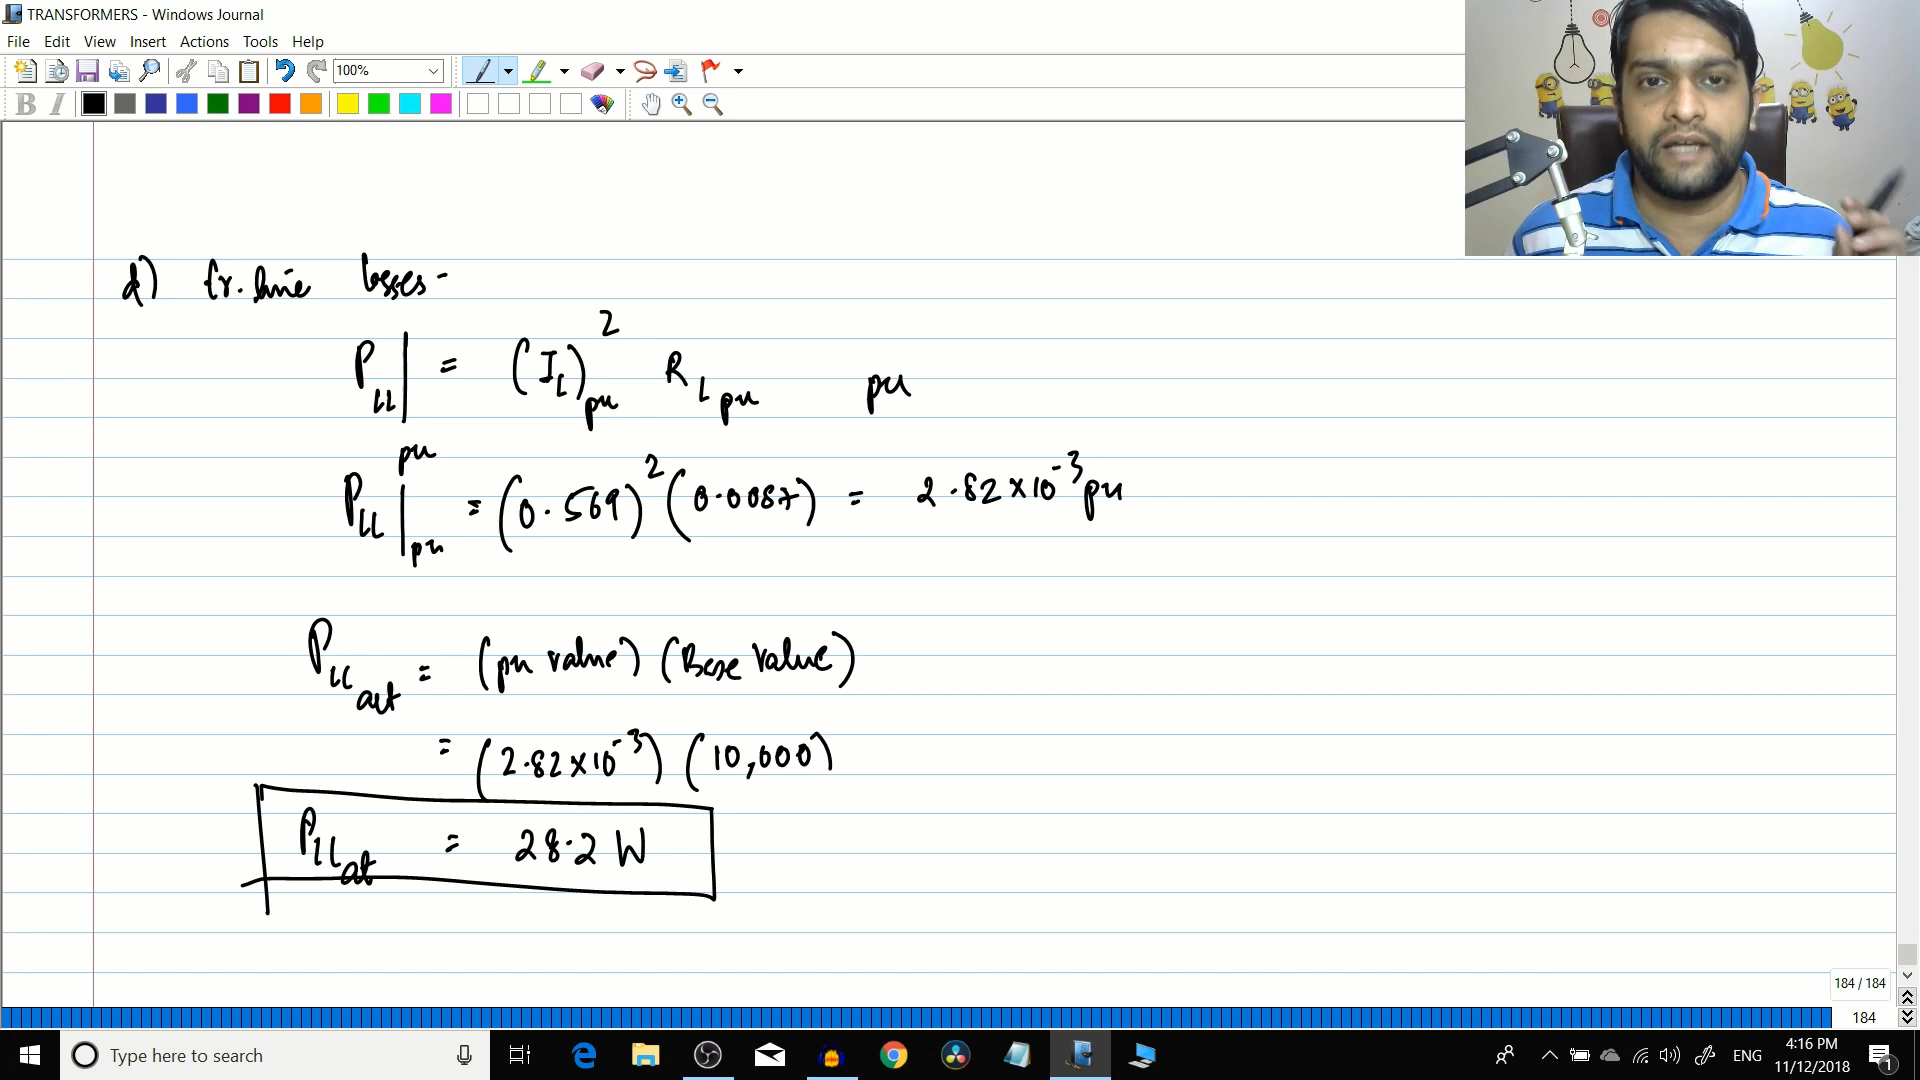 TRANSFORMERS - Windows Journal
File Edit View Insert Actions Tools Help
100%
B I
d) tr. line losses -
P_LL|pu = (I_L)pu² R_L pu pu
P_LL|pu = (0.569)² (0.0087) = 2.82×10⁻³ pu
P_LL act = (pu value) (Base value)
= (2.82×10⁻³) (10,000)
P_LL at = 28.2 W
184 / 184
184
Type here to search
ENG
4:16 PM
11/12/2018
1